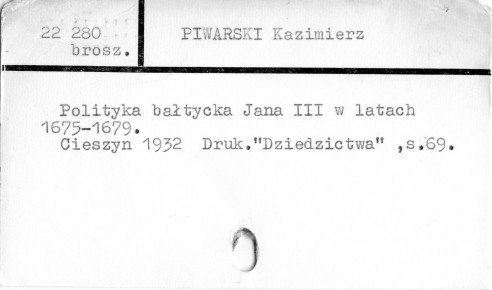 22 280 PIWARSKI Kazimierz
brosz.
Polityka bałtycka Jana III w latach
1675-1679.
Cieszyn 1932 Druk."Dziedzictwa" ,s.69.